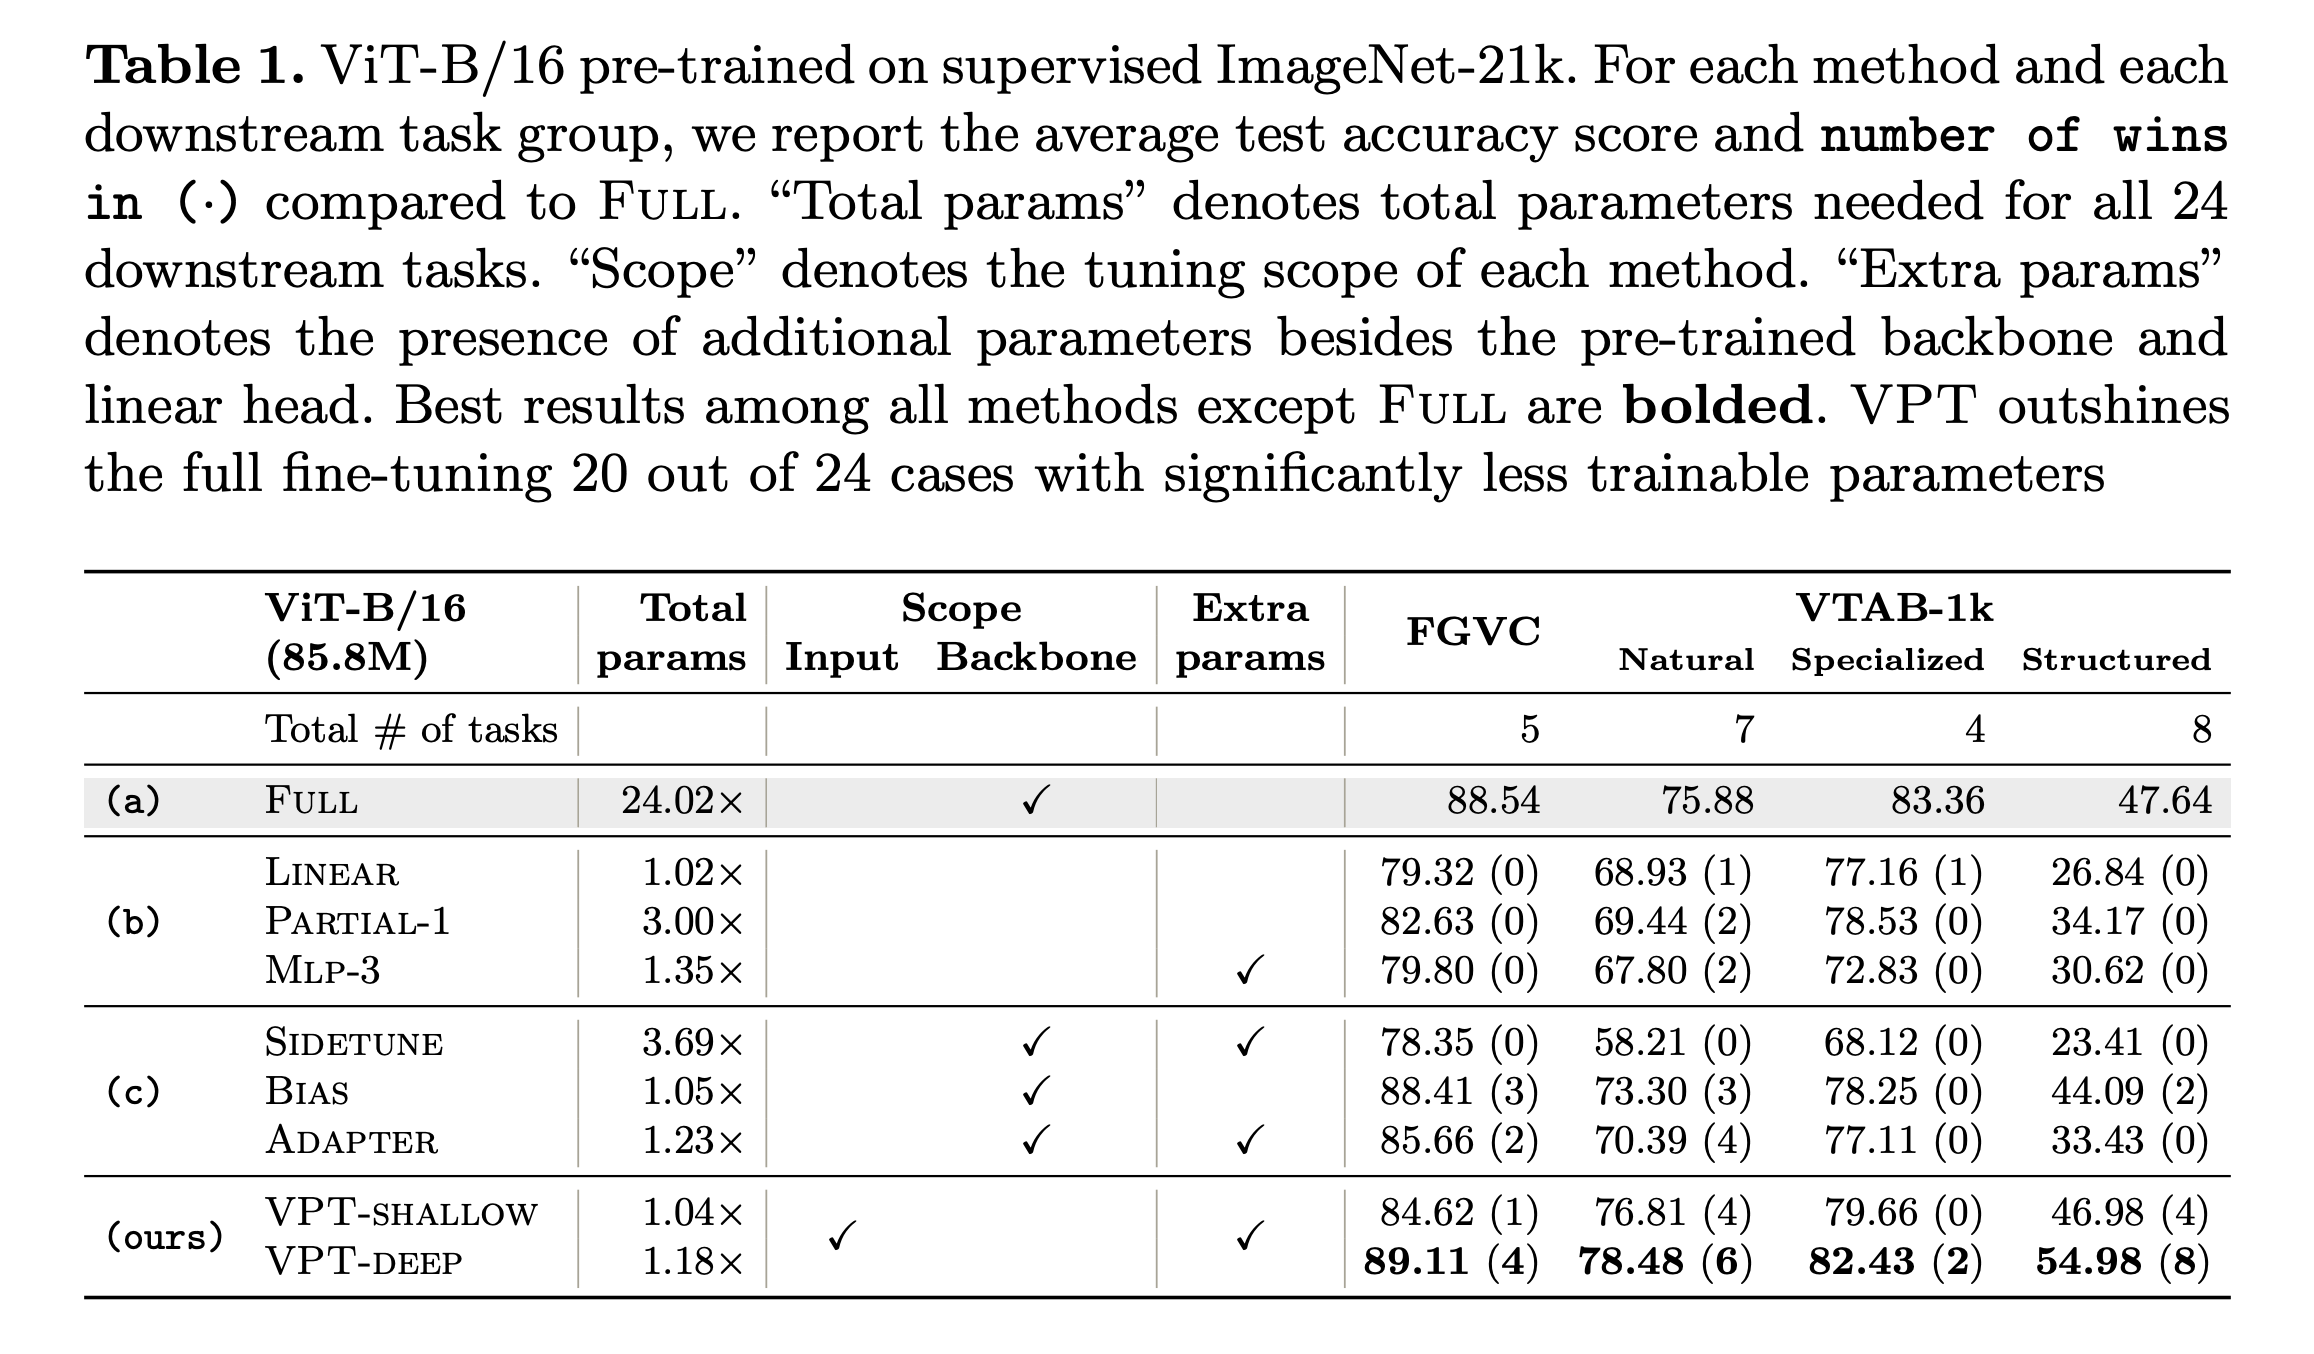 Table 1. ViT-B/16 pre-trained on supervised ImageNet-21k. For each method and each
downstream task group, we report the average test accuracy score and number of wins
in (·) compared to FULL. “Total params” denotes total parameters needed for all 24
downstream tasks. “Scope” denotes the tuning scope of each method. “Extra params”
denotes the presence of additional parameters besides the pre-trained backbone and
linear head. Best results among all methods except FULL are bolded. VPT outshines
the full fine-tuning 20 out of 24 cases with significantly less trainable parameters
ViT-B/16 Total Scope Extra FGVC VTAB-1k
(85.8M) params Input Backbone params Natural Specialized Structured
Total # of tasks 5 7 4 8
(a) FULL 24.02× ✓ 88.54 75.88 83.36 47.64
LINEAR 1.02× 79.32 (0) 68.93 (1) 77.16 (1) 26.84 (0)
(b) PARTIAL-1 3.00× 82.63 (0) 69.44 (2) 78.53 (0) 34.17 (0)
MLP-3 1.35× ✓ 79.80 (0) 67.80 (2) 72.83 (0) 30.62 (0)
SIDETUNE 3.69× ✓ ✓ 78.35 (0) 58.21 (0) 68.12 (0) 23.41 (0)
(c) BIAS 1.05× ✓ 88.41 (3) 73.30 (3) 78.25 (0) 44.09 (2)
ADAPTER 1.23× ✓ ✓ 85.66 (2) 70.39 (4) 77.11 (0) 33.43 (0)
(ours) VPT-SHALLOW 1.04× ✓ ✓ 84.62 (1) 76.81 (4) 79.66 (0) 46.98 (4)
VPT-DEEP 1.18× 89.11 (4) 78.48 (6) 82.43 (2) 54.98 (8)